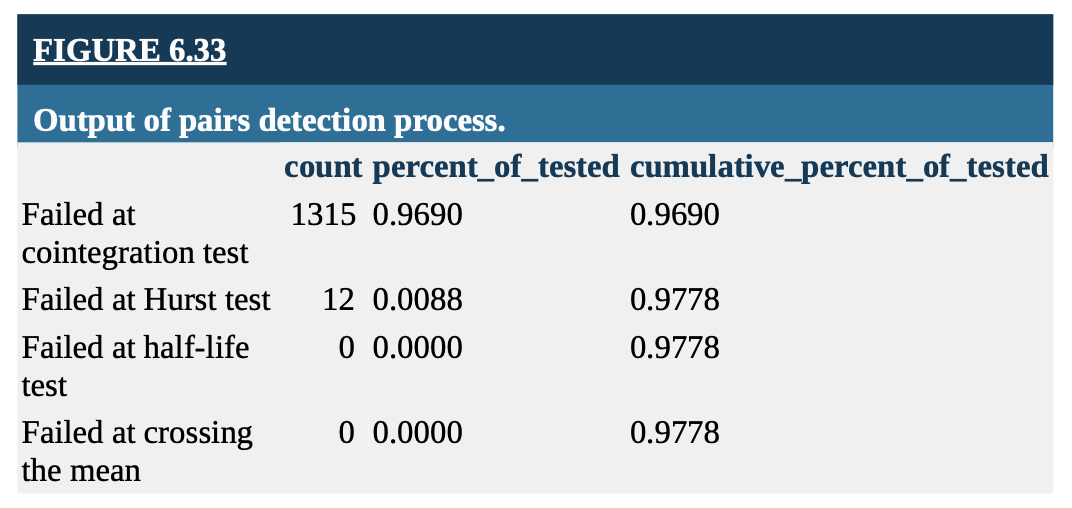 FIGURE 6.33
Output of pairs detection process.
count percent_of_tested cumulative_percent_of_tested
Failed at 1315 0.9690 0.9690
cointegration test
Failed at Hurst test 12 0.0088 0.9778
Failed at half-life 0 0.0000 0.9778
test
Failed at crossing 0 0.0000 0.9778
the mean